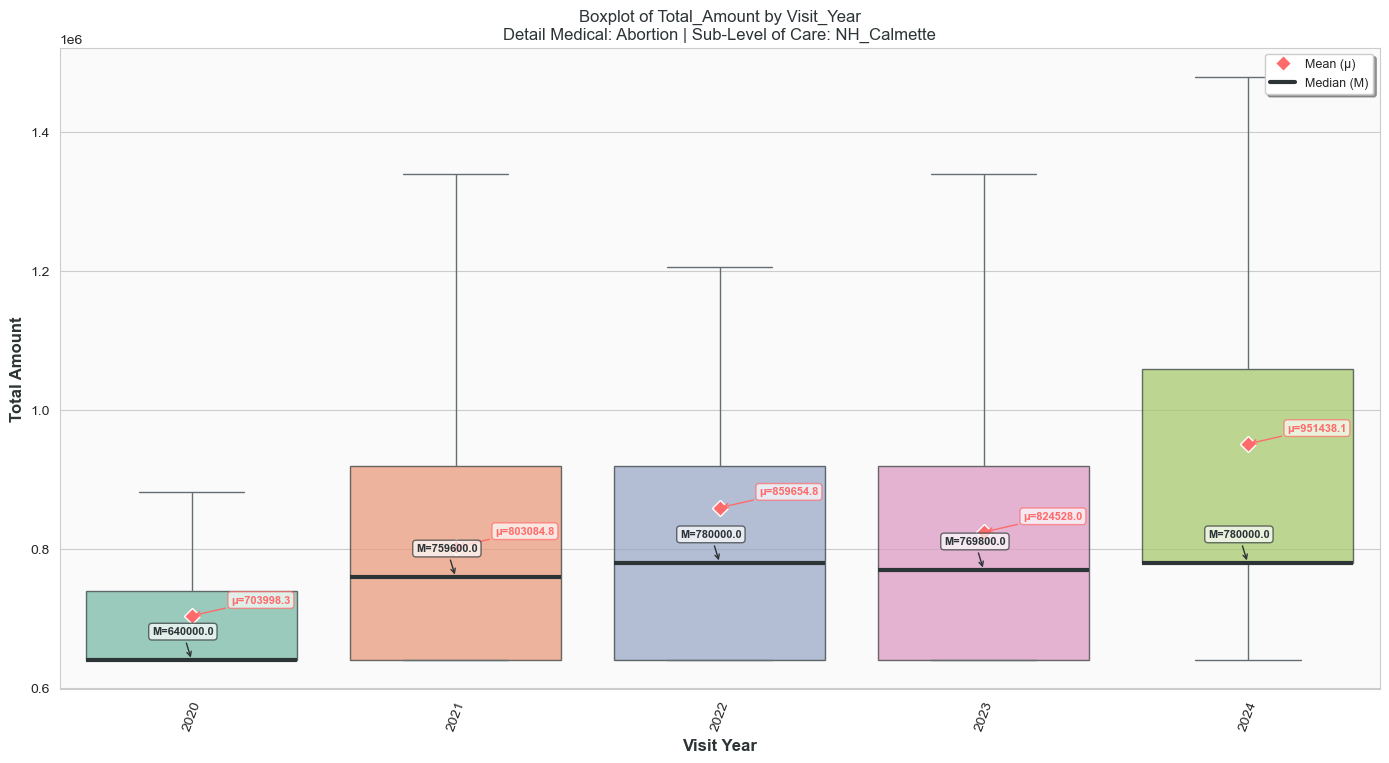 Boxplot of Total_Amount by Visit_Year
Detail Medical: Abortion | Sub-Level of Care: NH_Calmette
1e6
Mean (μ)
Median (M)
1.4
1.2
1.0
0.8
0.6
Total Amount
μ=703998.3
M=640000.0
μ=803084.8
M=759600.0
μ=859654.8
M=780000.0
μ=824528.0
M=769800.0
μ=951438.1
M=780000.0
2020
2021
2022
2023
2024
Visit Year